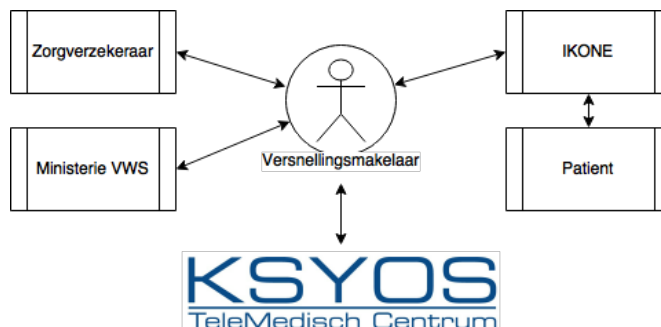 Zorgverzekeraar
IKONE
Ministerie VWS
Versnellingsmakelaar
Patient
KSYOS
TeleMedisch Centrum